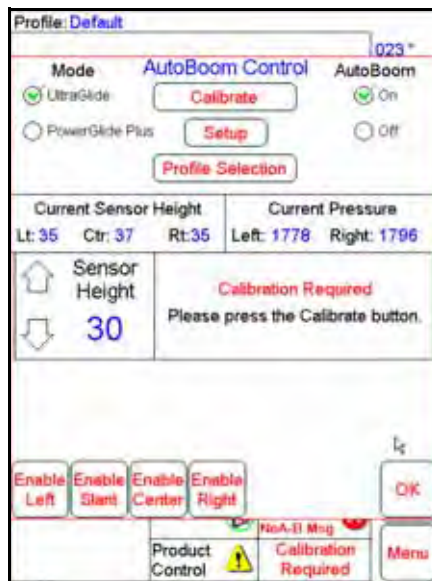 Profile: Default
023 °
Mode
AutoBoom Control
AutoBoom
UltraGlide
Calibrate
On
PowerGlide Plus
Setup
Off
Profile Selection
Current Sensor Height
Current Pressure
Lt: 35 Ctr: 37 Rt:35
Left: 1778 Right: 1796
Sensor
Height
30
Calibration Required
Please press the Calibrate button.
Enable
Left
Enable
Slant
Enable
Center
Enable
Right
OK
NoA-B Msg
Product
Control
Calibration
Required
Menu